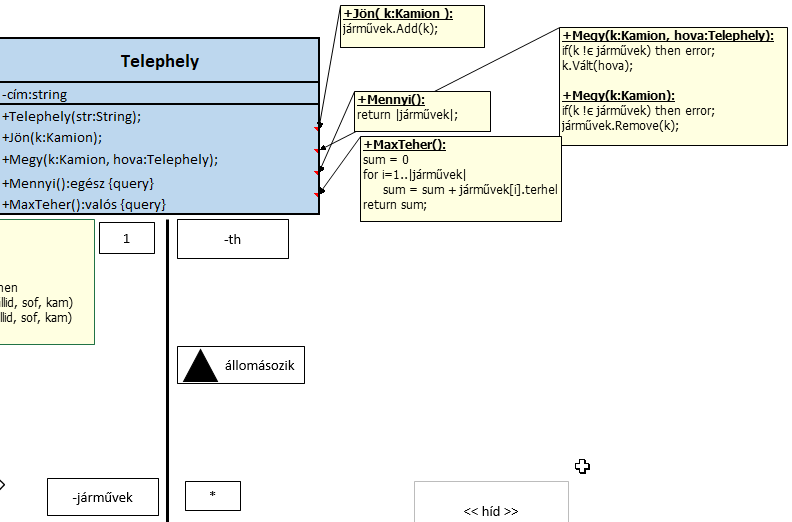 Telephely
-cím:string
+Telephely(str:String);
+Jön(k:Kamion);
+Megy(k:Kamion, hova:Telephely);
+Mennyi():egész {query}
+MaxTeher():valós {query}
+Jön( k:Kamion ):
járművek.Add(k);
+Mennyi():
return |járművek|;
+MaxTeher():
sum = 0
for i=1..|járművek|
sum = sum + járművek[i].terhel
return sum;
+Megy(k:Kamion, hova:Telephely):
if(k !ϵ járművek) then error;
k.Vált(hova);
+Megy(k:Kamion):
if(k !ϵ járművek) then error;
járművek.Remove(k);
1
-th
sof, kam)
sof, kam)
állomásozik
-járművek
*
<< híd >>